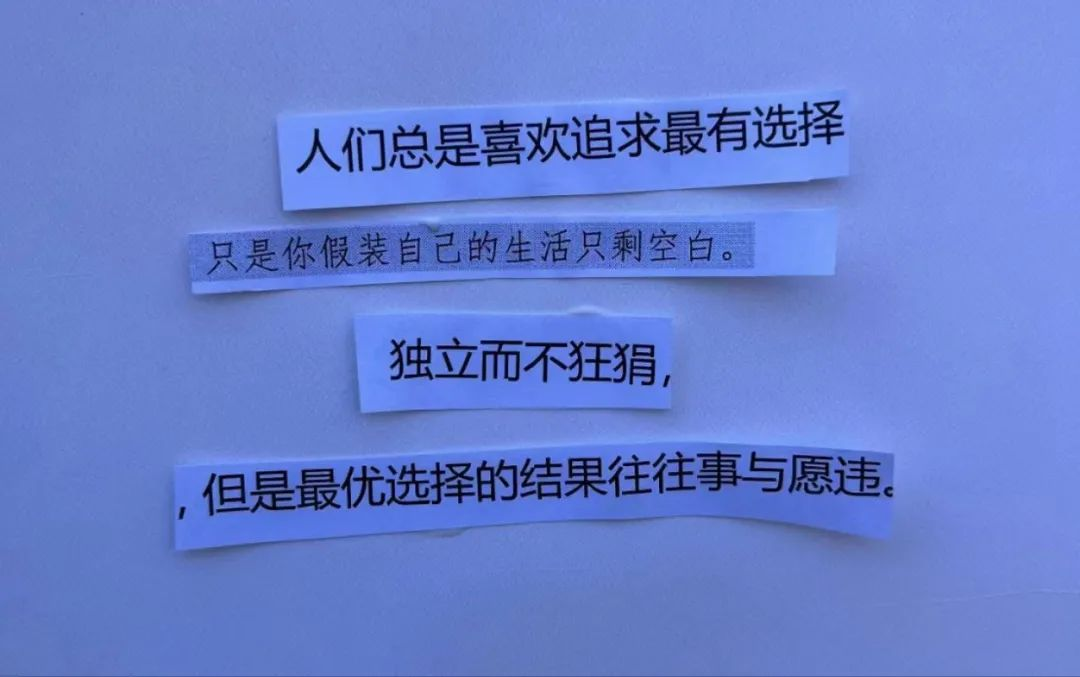 人们总是喜欢追求最有选择
只是你假装自己的生活只剩空白。
独立而不狂狷,
,但是最优选择的结果往往事与愿违。